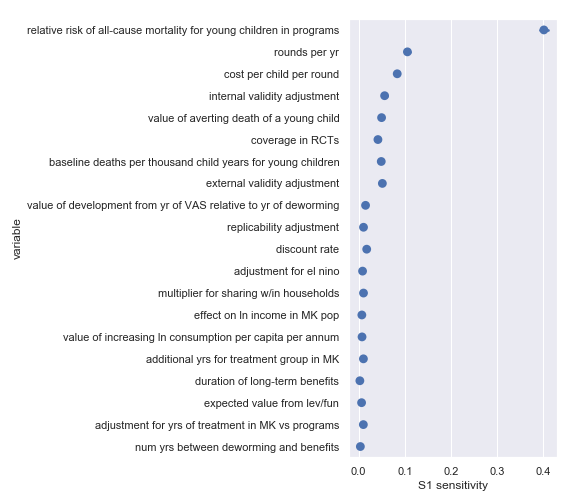 relative risk of all-cause mortality for young children in programs
rounds per yr
cost per child per round
internal validity adjustment
value of averting death of a young child
coverage in RCTs
baseline deaths per thousand child years for young children
external validity adjustment
value of development from yr of VAS relative to yr of deworming
replicability adjustment
discount rate
adjustment for el nino
multiplier for sharing w/in households
effect on ln income in MK pop
value of increasing ln consumption per capita per annum
additional yrs for treatment group in MK
duration of long-term benefits
expected value from lev/fun
adjustment for yrs of treatment in MK vs programs
num yrs between deworming and benefits
variable
0.0 0.1 0.2 0.3 0.4
S1 sensitivity